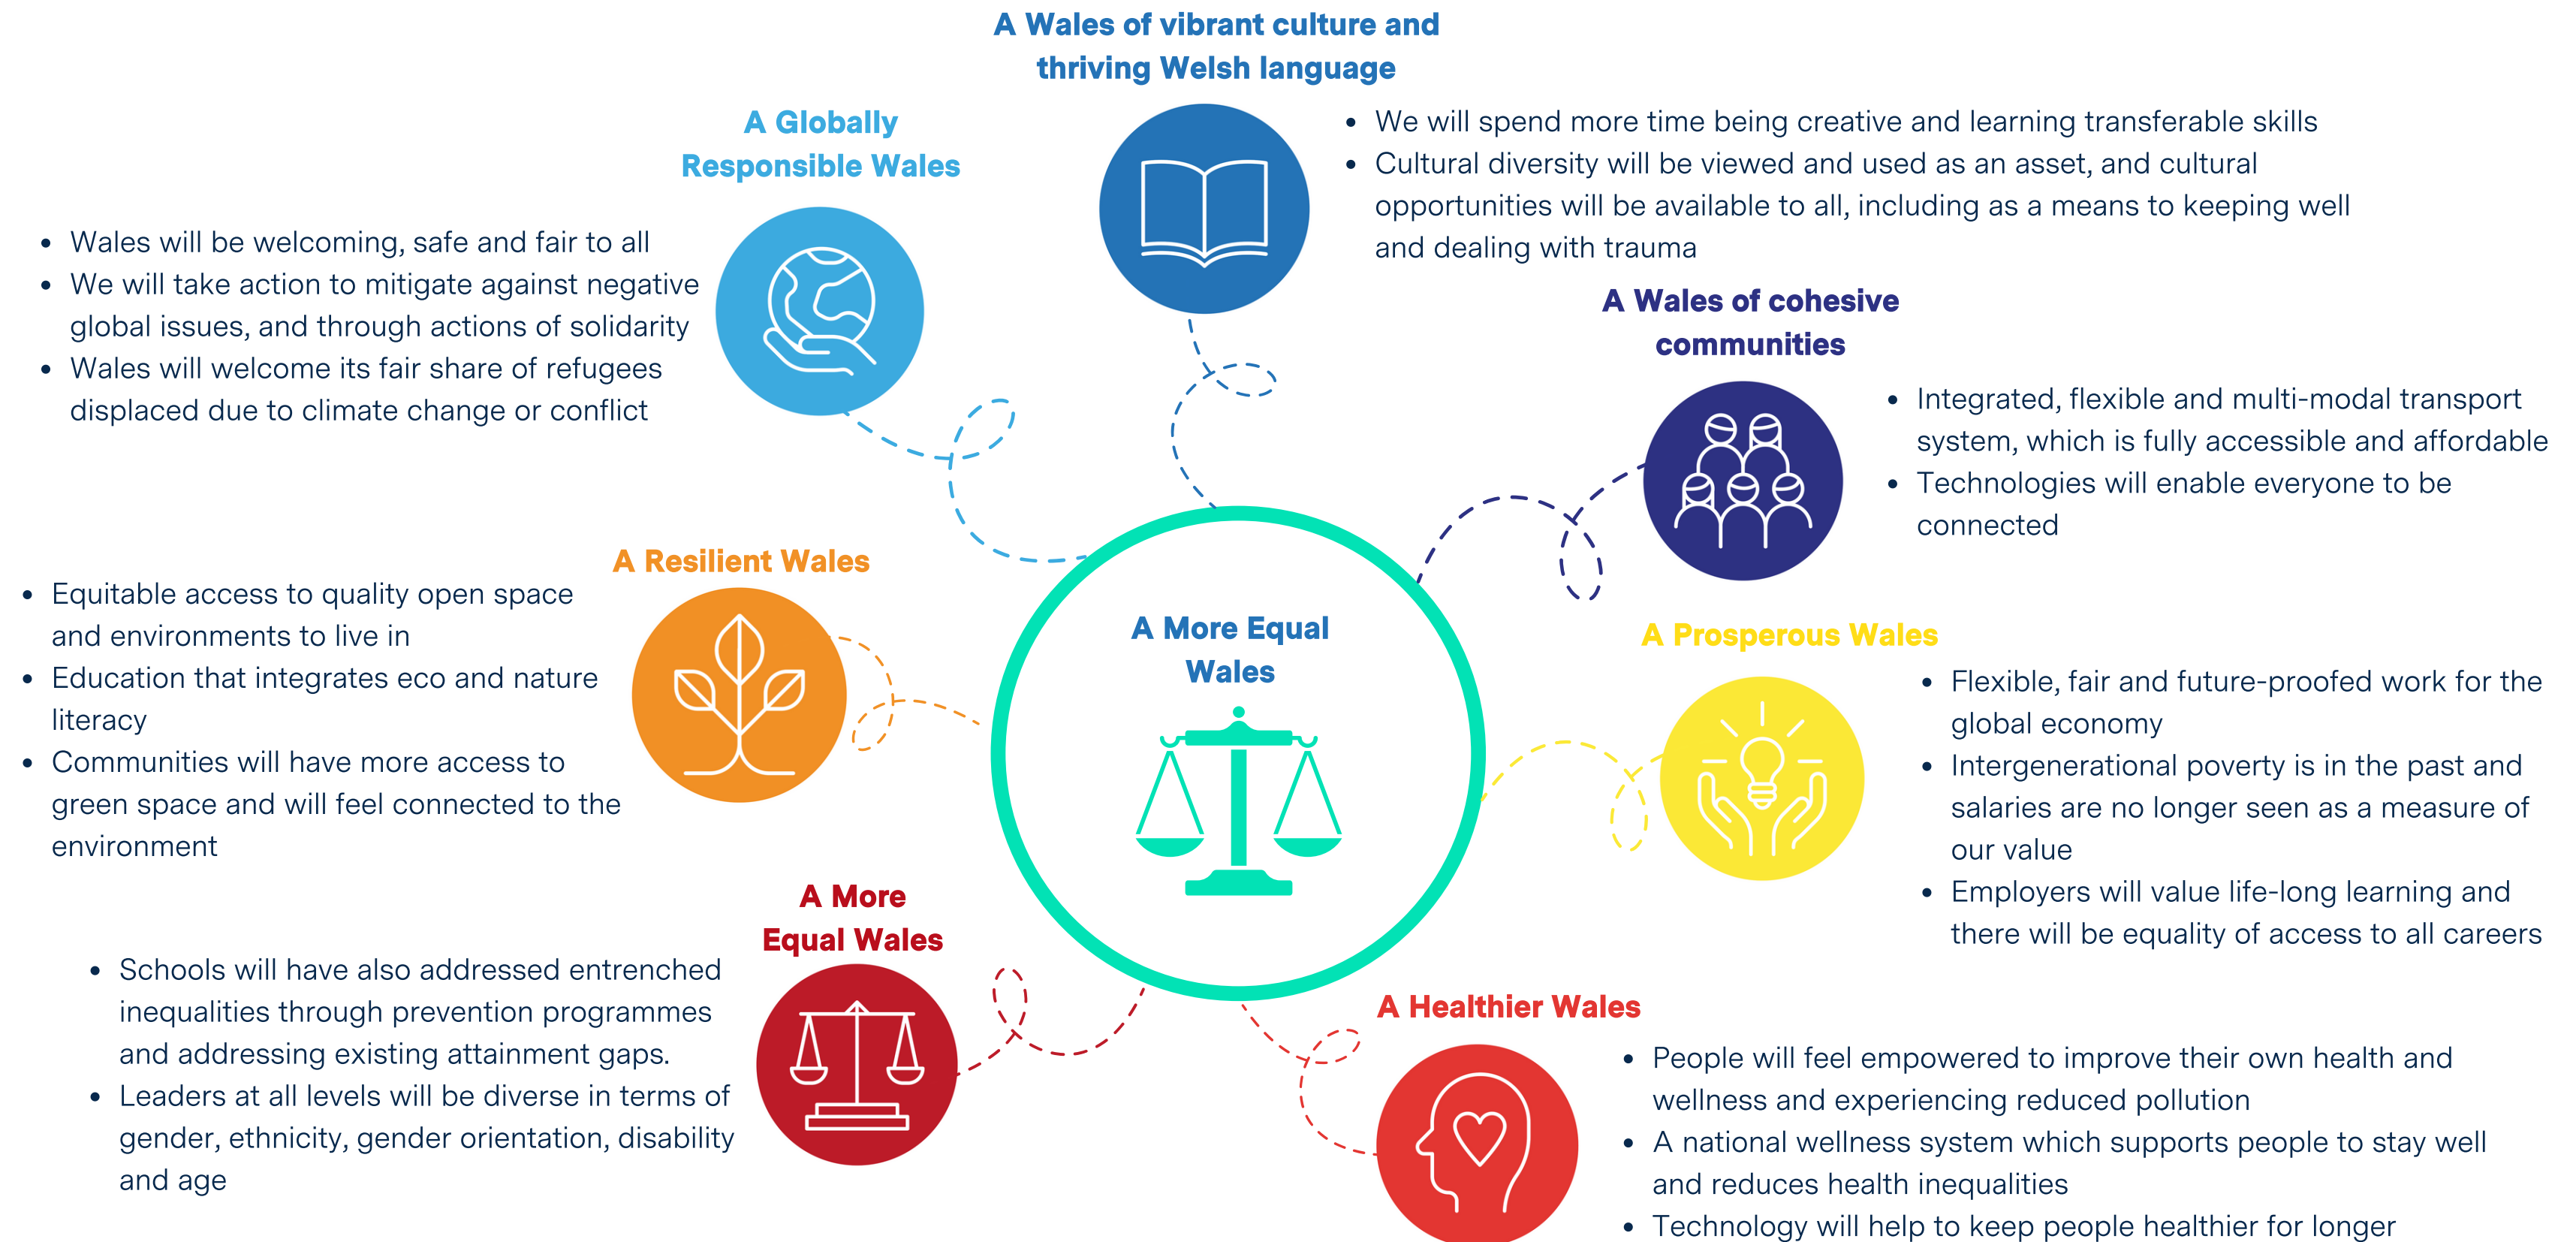 A Wales of vibrant culture and
thriving Welsh language
• We will spend more time being creative and learning transferable skills
• Cultural diversity will be viewed and used as an asset, and cultural
opportunities will be available to all, including as a means to keeping well
and dealing with trauma
A Globally
Responsible Wales
• Wales will be welcoming, safe and fair to all
• We will take action to mitigate against negative
global issues, and through actions of solidarity
• Wales will welcome its fair share of refugees
displaced due to climate change or conflict
A Wales of cohesive
communities
• Integrated, flexible and multi-modal transport
system, which is fully accessible and affordable
• Technologies will enable everyone to be
connected
A Resilient Wales
• Equitable access to quality open space
and environments to live in
• Education that integrates eco and nature
literacy
• Communities will have more access to
green space and will feel connected to the
environment
A More Equal
Wales
A Prosperous Wales
• Flexible, fair and future-proofed work for the
global economy
• Intergenerational poverty is in the past and
salaries are no longer seen as a measure of
our value
• Employers will value life-long learning and
there will be equality of access to all careers
A More
Equal Wales
• Schools will have also addressed entrenched
inequalities through prevention programmes
and addressing existing attainment gaps.
• Leaders at all levels will be diverse in terms of
gender, ethnicity, gender orientation, disability
and age
A Healthier Wales
• People will feel empowered to improve their own health and
wellness and experiencing reduced pollution
• A national wellness system which supports people to stay well
and reduces health inequalities
• Technology will help to keep people healthier for longer